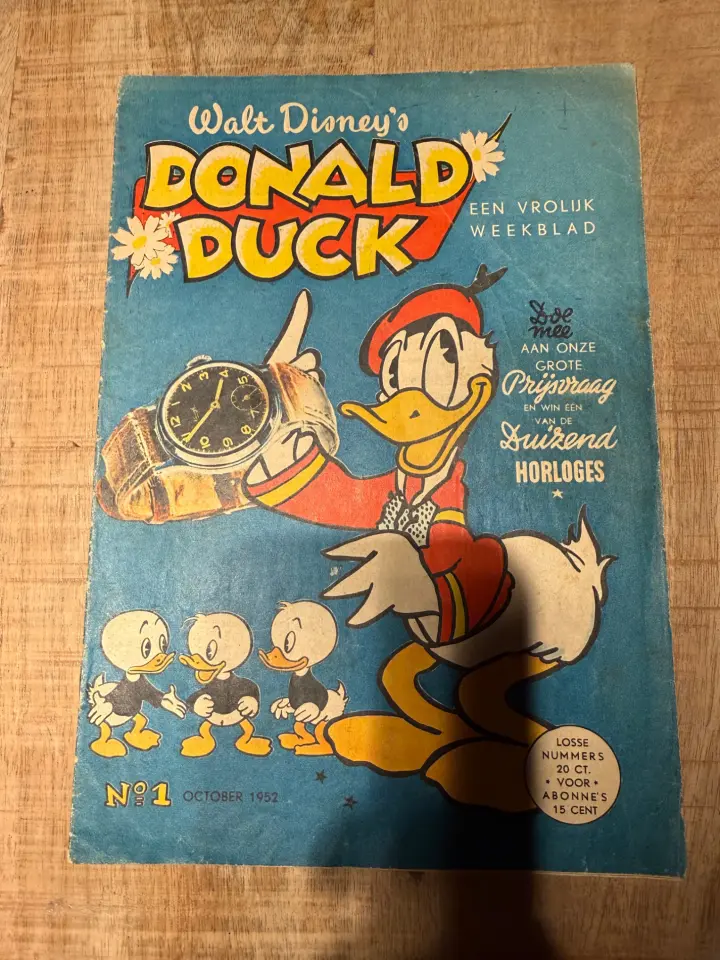 Walt Disney's
DONALD
DUCK
EEN VROLIJK
WEEKBLAD
Doe
mee
AAN ONZE
GROTE
Prijsvraag
EN WIN EEN
VAN DE
Duizend
HORLOGES
No 1 OCTOBER 1952
LOSSE
NUMMERS
20 CT.
• VOOR •
ABONNE'S
15 CENT